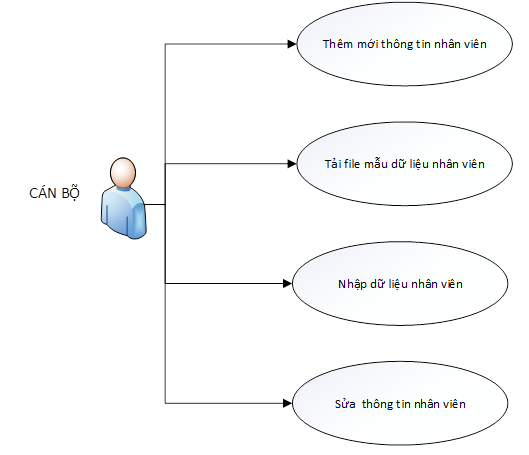 Thêm mới thông tin nhân viên
Tải file mẫu dữ liệu nhân viên
CÁN BỘ
Nhập dữ liệu nhân viên
Sửa thông tin nhân viên